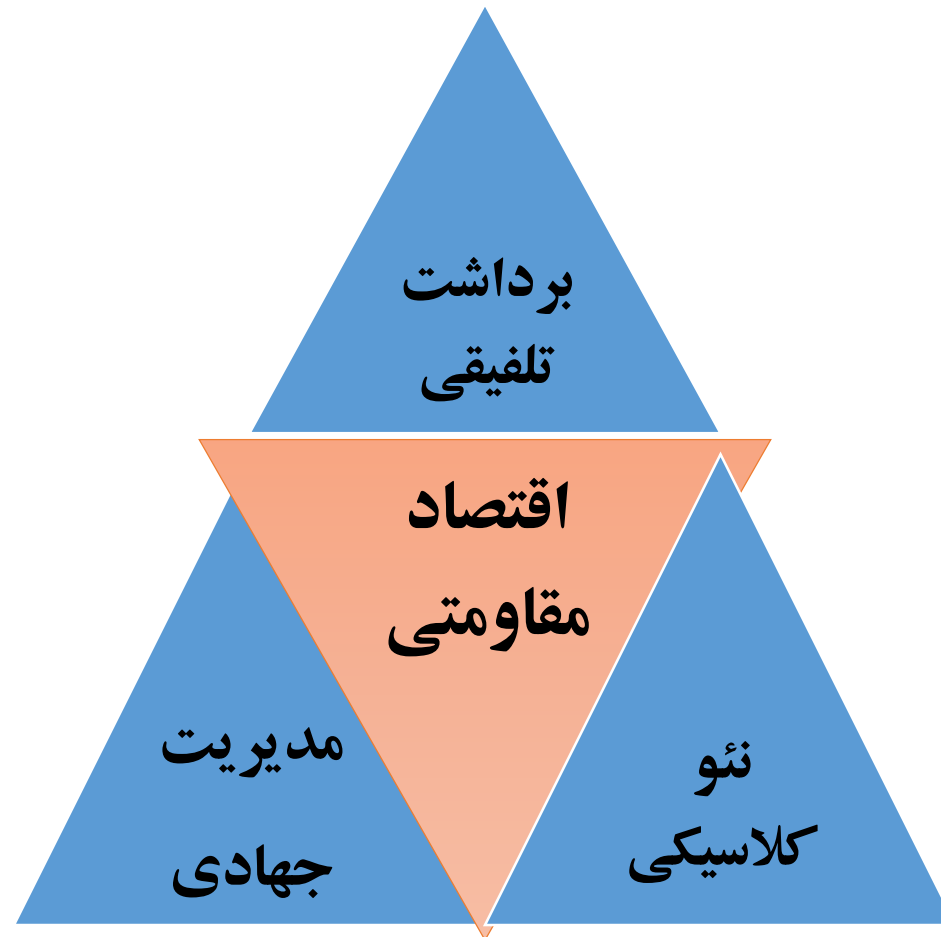 برداشت
تلفیقی
اقتصاد
مقاومتی
مدیریت
جهادی
نئو
کلاسیکی